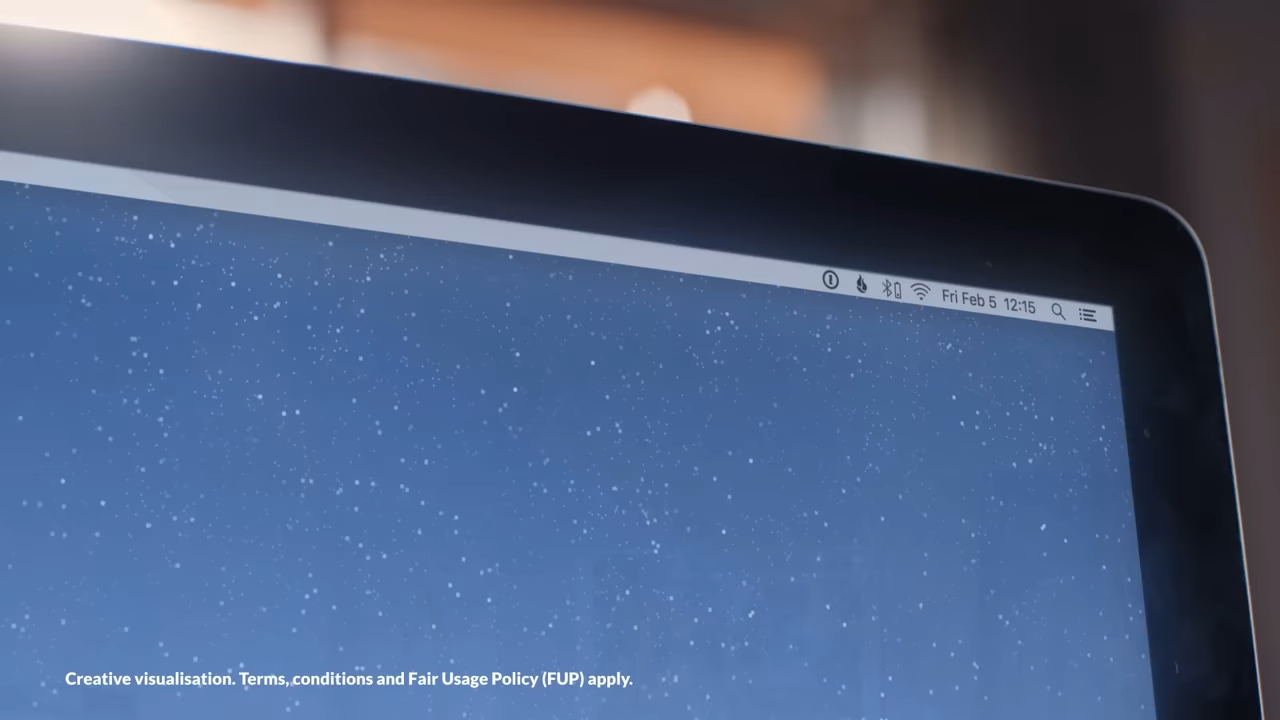 Fri Feb 5 12:15
Creative visualisation. Terms, conditions and Fair Usage Policy (FUP) apply.